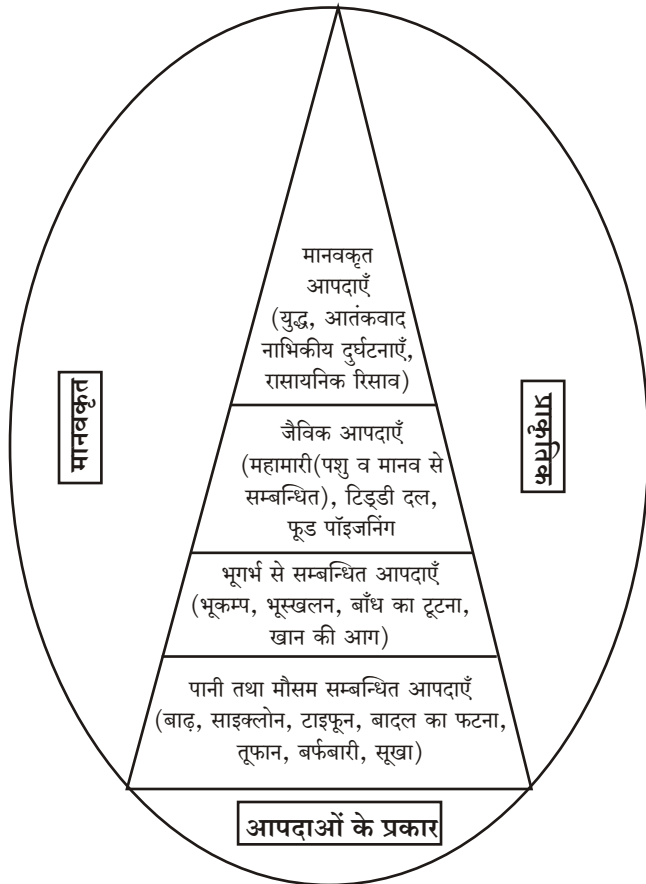 मानवकृत
आपदाएँ
(युद्ध, आतंकवाद
नाभिकीय दुर्घटनाएँ,
रासायनिक रिसाव)
मानवकृत
प्राकृतिक
जैविक आपदाएँ
(महामारी(पशु व मानव से
सम्बन्धित), टिड्डी दल,
फूड पॉइजनिंग
भूगर्भ से सम्बन्धित आपदाएँ
(भूकम्प, भूस्खलन, बाँध का टूटना,
खान की आग)
पानी तथा मौसम सम्बन्धित आपदाएँ
(बाढ़, साइक्लोन, टाइफून, बादल का फटना,
तूफान, बर्फबारी, सूखा)
आपदाओं के प्रकार